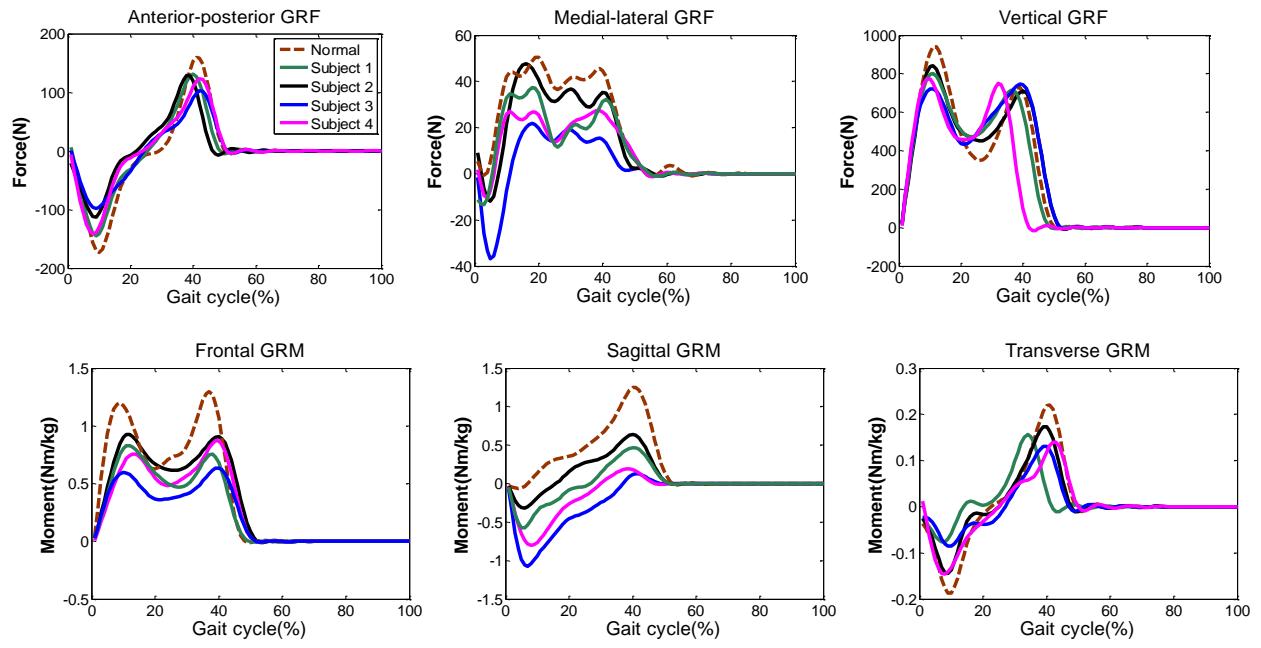 Anterior-posterior GRF
Force(N)
200
100
0
-100
-200
0 20 40 60 80 100
Gait cycle(%)
Normal
Subject 1
Subject 2
Subject 3
Subject 4
Medial-lateral GRF
Force(N)
60
40
20
0
-20
-40
0 20 40 60 80 100
Gait cycle(%)
Vertical GRF
Force(N)
1000
800
600
400
200
0
-200
0 20 40 60 80 100
Gait cycle(%)
Frontal GRM
Moment(Nm/kg)
1.5
1
0.5
0
-0.5
0 20 40 60 80 100
Gait cycle(%)
Sagittal GRM
Moment(Nm/kg)
1.5
1
0.5
0
-0.5
-1
-1.5
0 20 40 60 80 100
Gait cycle(%)
Transverse GRM
Moment(Nm/kg)
0.3
0.2
0.1
0
-0.1
-0.2
0 20 40 60 80 100
Gait cycle(%)